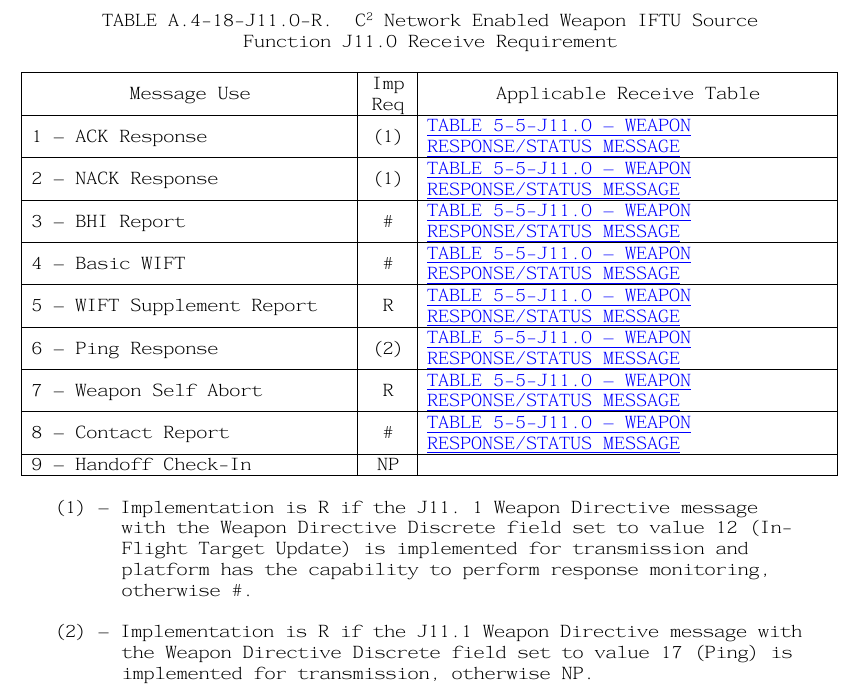 TABLE A.4-18-J11.0-R.  C² Network Enabled Weapon IFTU Source
Function J11.0 Receive Requirement
Message Use
Imp
Req
Applicable Receive Table
1 – ACK Response
(1)
TABLE 5-5-J11.0 – WEAPON
RESPONSE/STATUS MESSAGE
2 – NACK Response
(1)
TABLE 5-5-J11.0 – WEAPON
RESPONSE/STATUS MESSAGE
3 – BHI Report
#
TABLE 5-5-J11.0 – WEAPON
RESPONSE/STATUS MESSAGE
4 – Basic WIFT
#
TABLE 5-5-J11.0 – WEAPON
RESPONSE/STATUS MESSAGE
5 – WIFT Supplement Report
R
TABLE 5-5-J11.0 – WEAPON
RESPONSE/STATUS MESSAGE
6 – Ping Response
(2)
TABLE 5-5-J11.0 – WEAPON
RESPONSE/STATUS MESSAGE
7 – Weapon Self Abort
R
TABLE 5-5-J11.0 – WEAPON
RESPONSE/STATUS MESSAGE
8 – Contact Report
#
TABLE 5-5-J11.0 – WEAPON
RESPONSE/STATUS MESSAGE
9 – Handoff Check-In
NP
(1) – Implementation is R if the J11. 1 Weapon Directive message
with the Weapon Directive Discrete field set to value 12 (In-
Flight Target Update) is implemented for transmission and
platform has the capability to perform response monitoring,
otherwise #.
(2) – Implementation is R if the J11.1 Weapon Directive message with
the Weapon Directive Discrete field set to value 17 (Ping) is
implemented for transmission, otherwise NP.